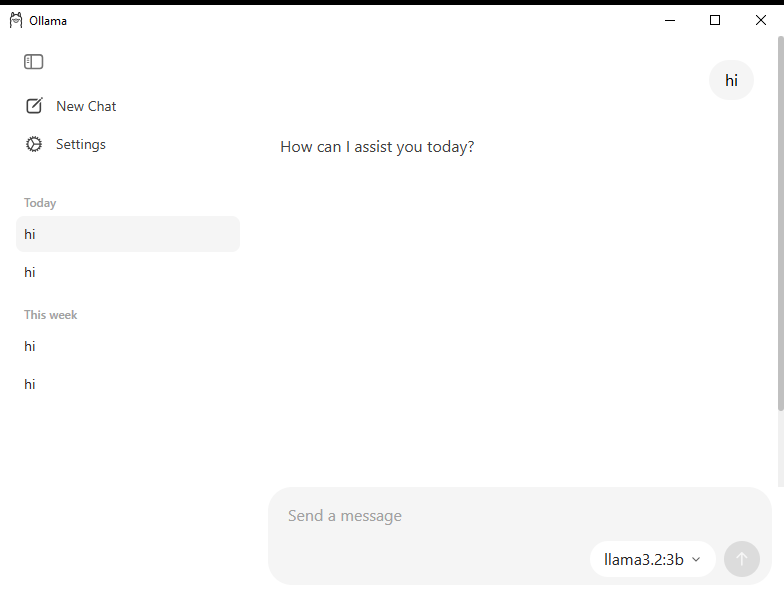 Ollama
New Chat
Settings
Today
hi
hi
This week
hi
hi
hi
How can I assist you today?
Send a message
llama3.2:3b